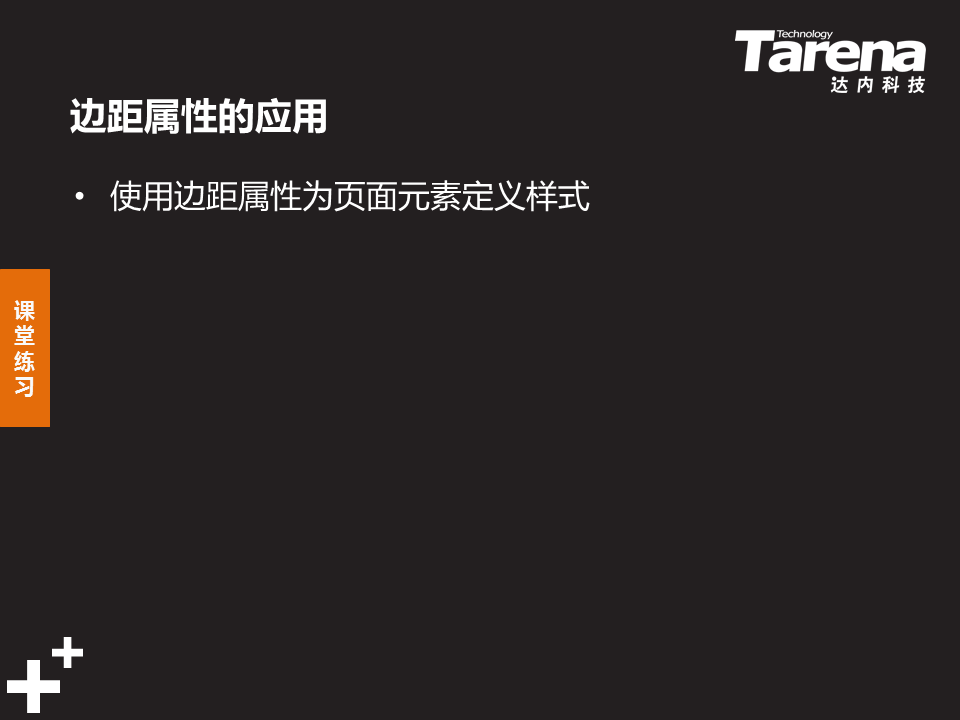 Technology
Tarena
达内科技
边距属性的应用
• 使用边距属性为页面元素定义样式
课
堂
练
习